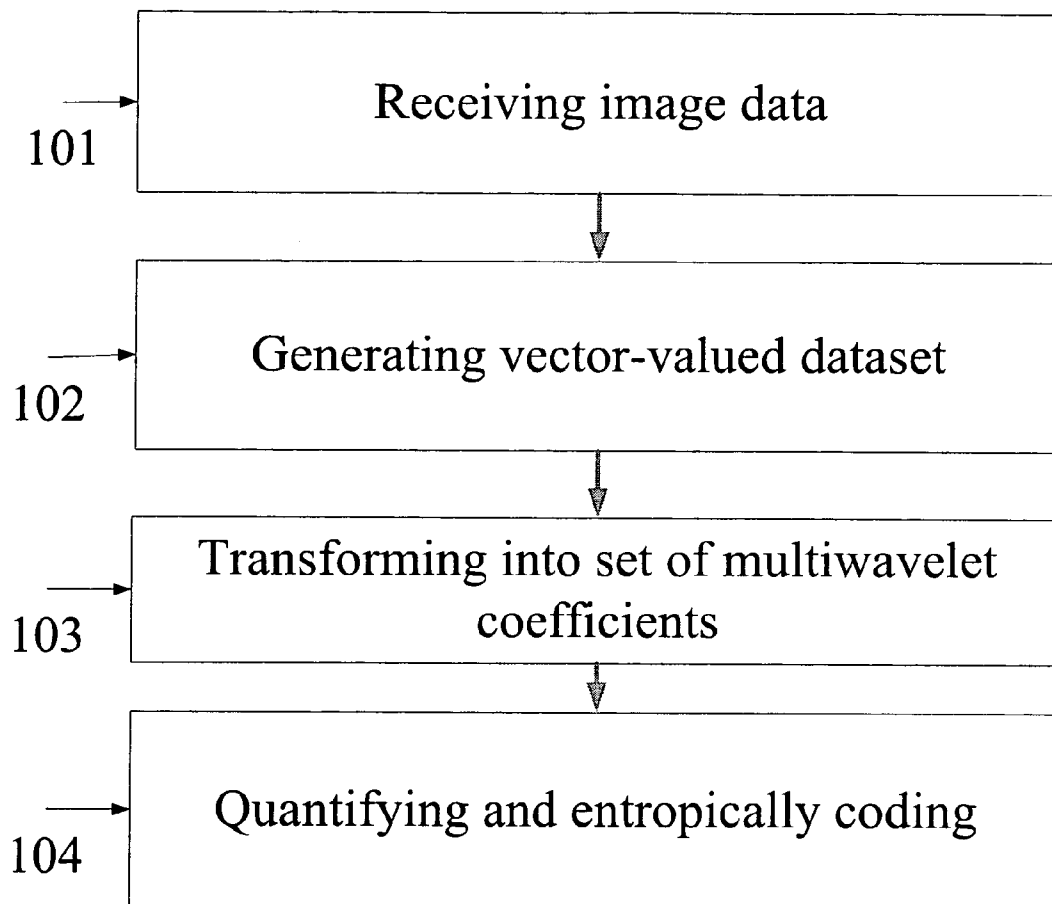 Receiving image data
101
Generating vector-valued dataset
102
Transforming into set of multiwavelet
coefficients
103
Quantifying and entropically coding
104